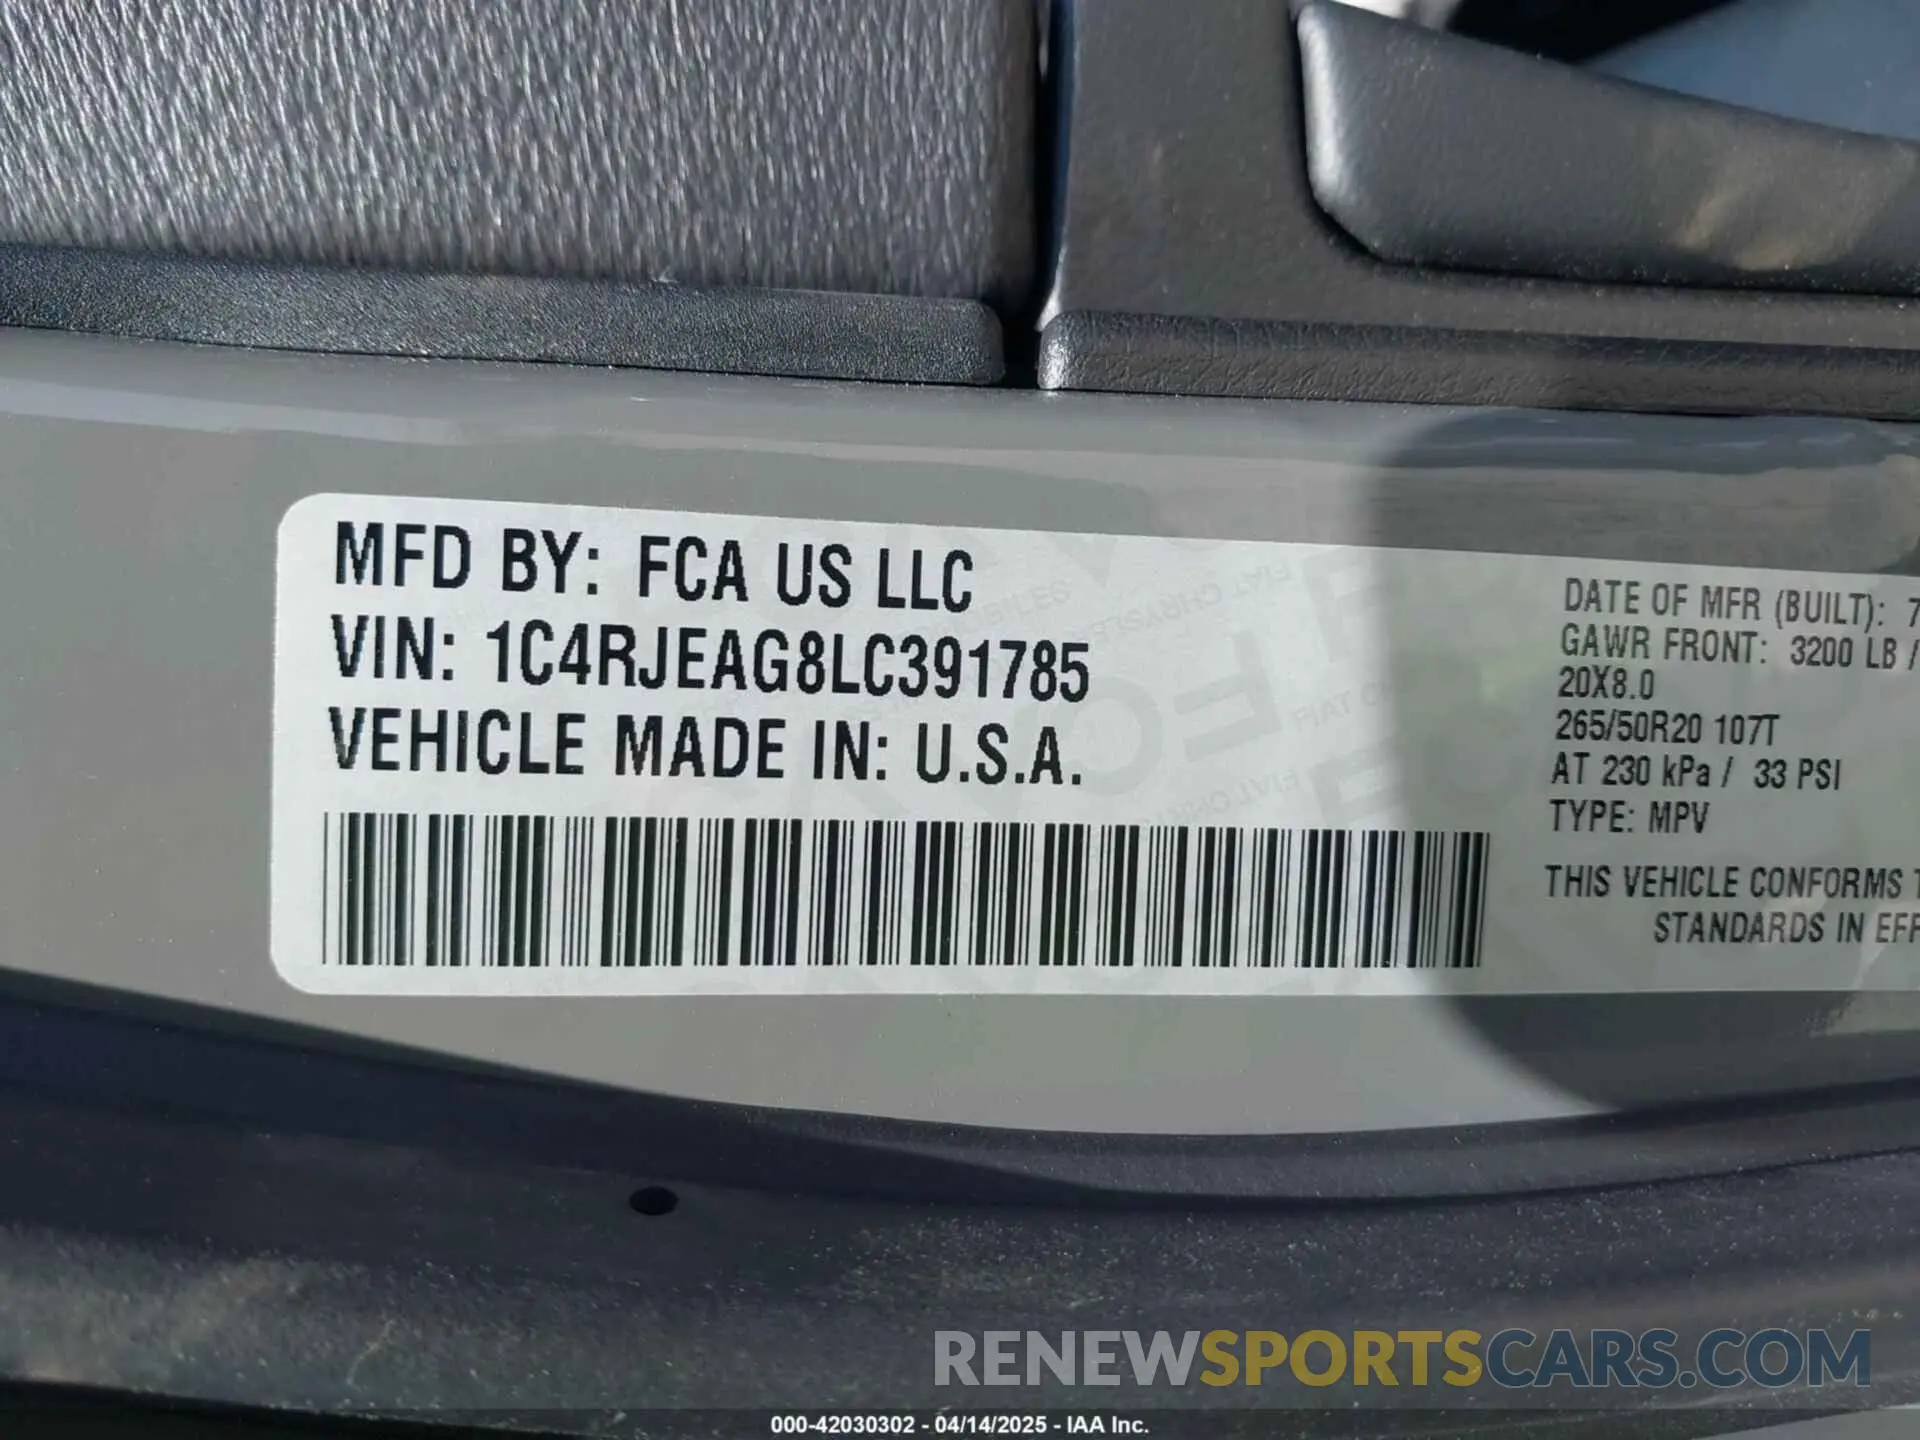 MFD BY: FCA US LLC
VIN: 1C4RJEAG8LC391785
VEHICLE MADE IN: U.S.A.
DATE OF MFR (BUILT): 7
GAWR FRONT: 3200 LB /
20X8.0
265/50R20 107T
AT 230 kPa / 33 PSI
TYPE: MPV
THIS VEHICLE CONFORMS T
STANDARDS IN EFF
RENEWSPORTSCARS.COM
000-42030302 - 04/14/2025 - IAA Inc.